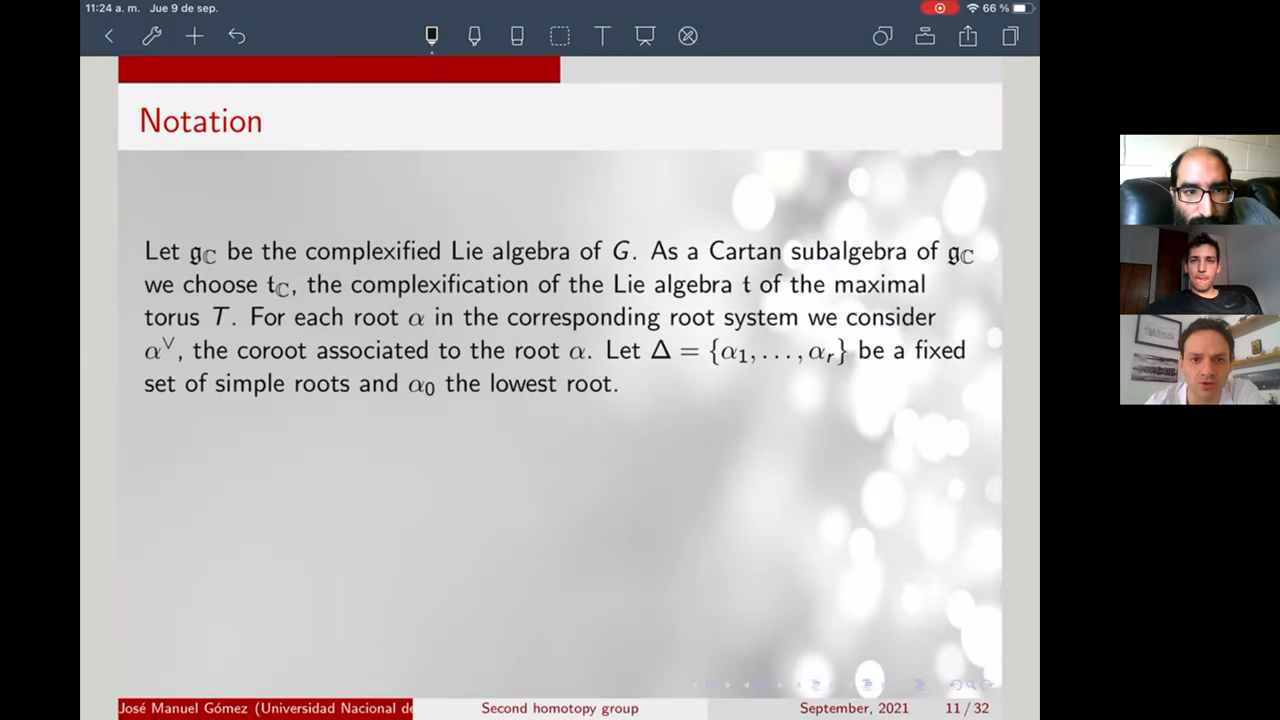 11:24 a. m. Jue 9 de sep.
66 %
Notation
Let 𝔤ℂ be the complexified Lie algebra of G. As a Cartan subalgebra of 𝔤ℂ
we choose 𝔱ℂ, the complexification of the Lie algebra 𝔱 of the maximal
torus T. For each root α in the corresponding root system we consider
α^∨, the coroot associated to the root α. Let Δ = {α₁, . . . , αᵣ} be a fixed
set of simple roots and α₀ the lowest root.
José Manuel Gómez (Universidad Nacional de
Second homotopy group
September, 2021
11 / 32